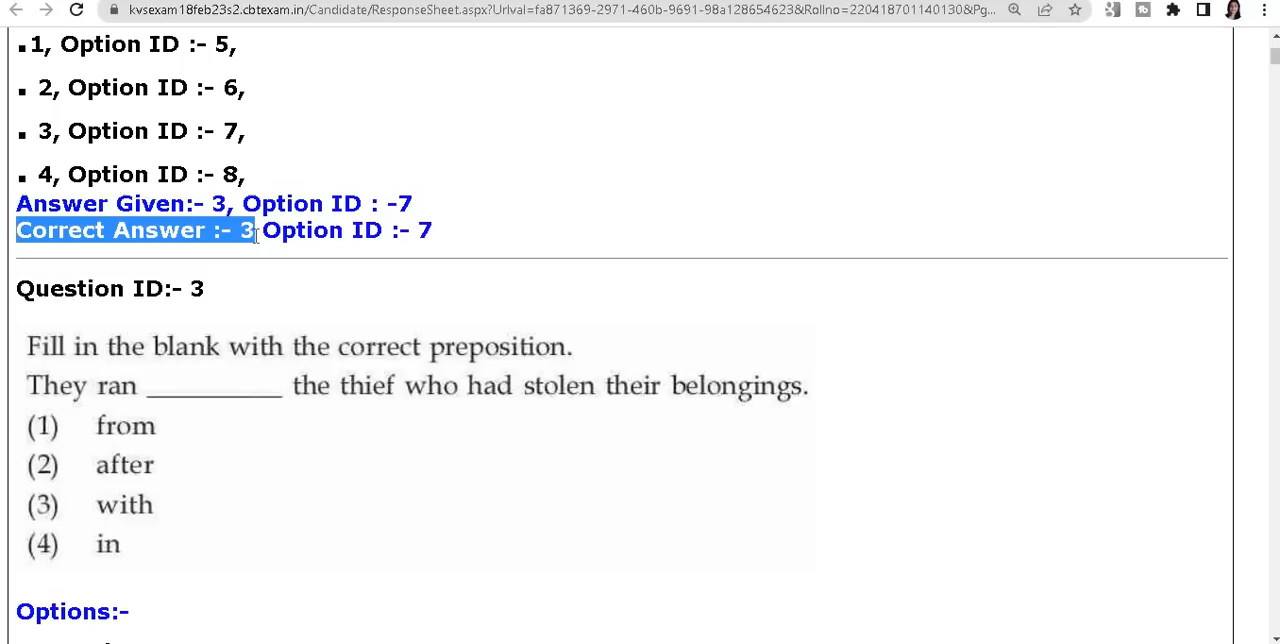 kvsexam18feb23s2.cbtexam.in/Candidate/ResponseSheet.aspx?Urlval=fa871369-2971-460b-9691-98a128654623&Rollno=220418701140130&Pg...
1, Option ID :- 5,
2, Option ID :- 6,
3, Option ID :- 7,
4, Option ID :- 8,
Answer Given:- 3, Option ID : -7
Correct Answer :- 3 Option ID :- 7
Question ID:- 3
Fill in the blank with the correct preposition.
They ran __________ the thief who had stolen their belongings.
(1) from
(2) after
(3) with
(4) in
Options:-